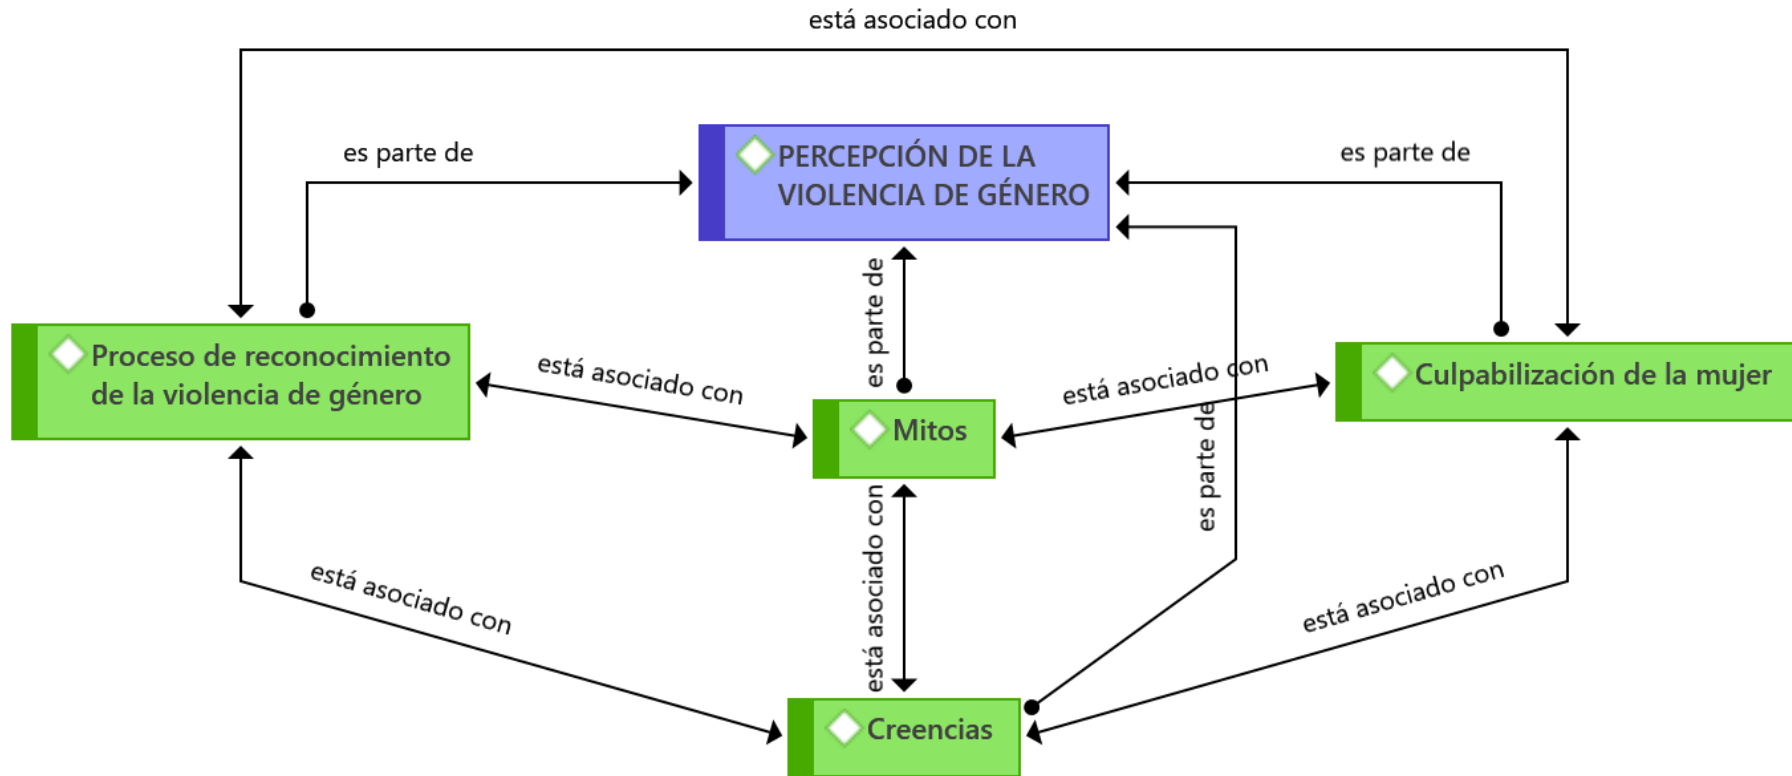 está asociado con
es parte de
PERCEPCIÓN DE LA
VIOLENCIA DE GÉNERO
es parte de
es parte de
Proceso de reconocimiento
de la violencia de género
está asociado con
Mitos
está asociado con
es parte de
Culpabilización de la mujer
está asociado con
está asociado con
está asociado con
Creencias